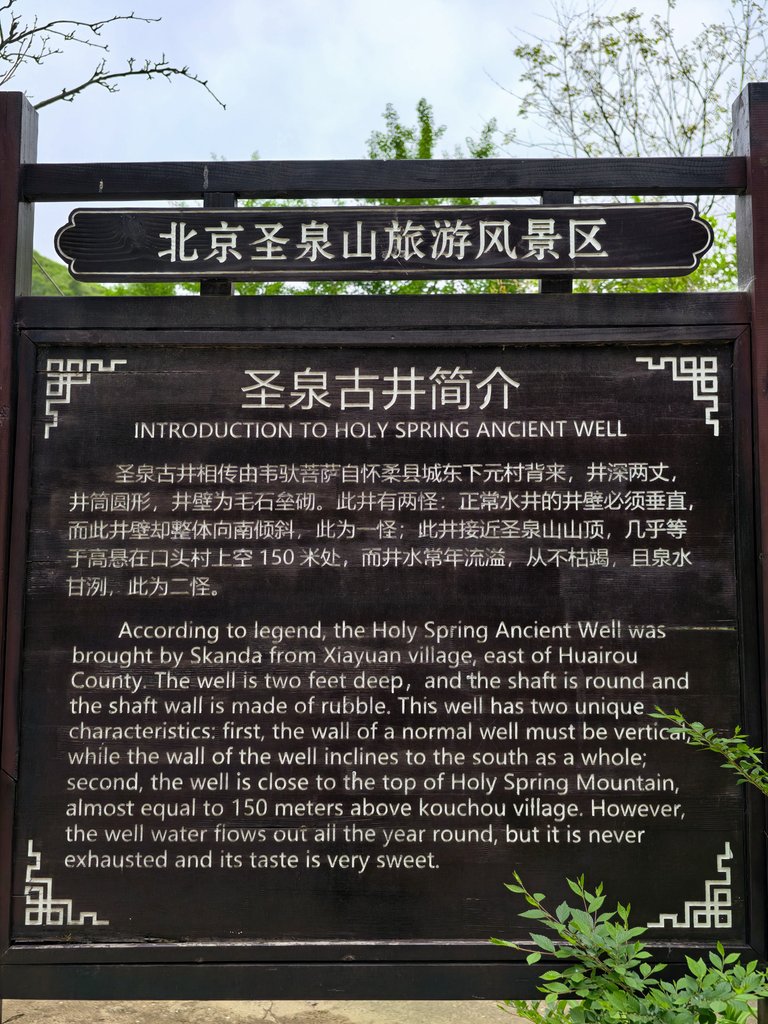 北京圣泉山旅游风景区
圣泉古井简介
INTRODUCTION TO HOLY SPRING ANCIENT WELL
圣泉古井相传由韦驮菩萨自怀柔县城东下元村背来，井深两丈，
井筒圆形，井壁为毛石垒砌。此井有两怪：正常水井的井壁必须垂直，
而此井壁却整体向南倾斜，此为一怪；此井接近圣泉山山顶，几乎等
于高悬在口头村上空 150 米处，而井水常年流溢，从不枯竭，且泉水
甘洌，此为二怪。
According to legend, the Holy Spring Ancient Well was
brought by Skanda from Xiayuan village, east of Huairou
County. The well is two feet deep，and the shaft is round and
the shaft wall is made of rubble. This well has two unique
characteristics: first, the wall of a normal well must be vertical,
while the wall of the well inclines to the south as a whole;
second, the well is close to the top of Holy Spring Mountain,
almost equal to 150 meters above kouchou village. However,
the well water flows out all the year round, but it is never
exhausted and its taste is very sweet.